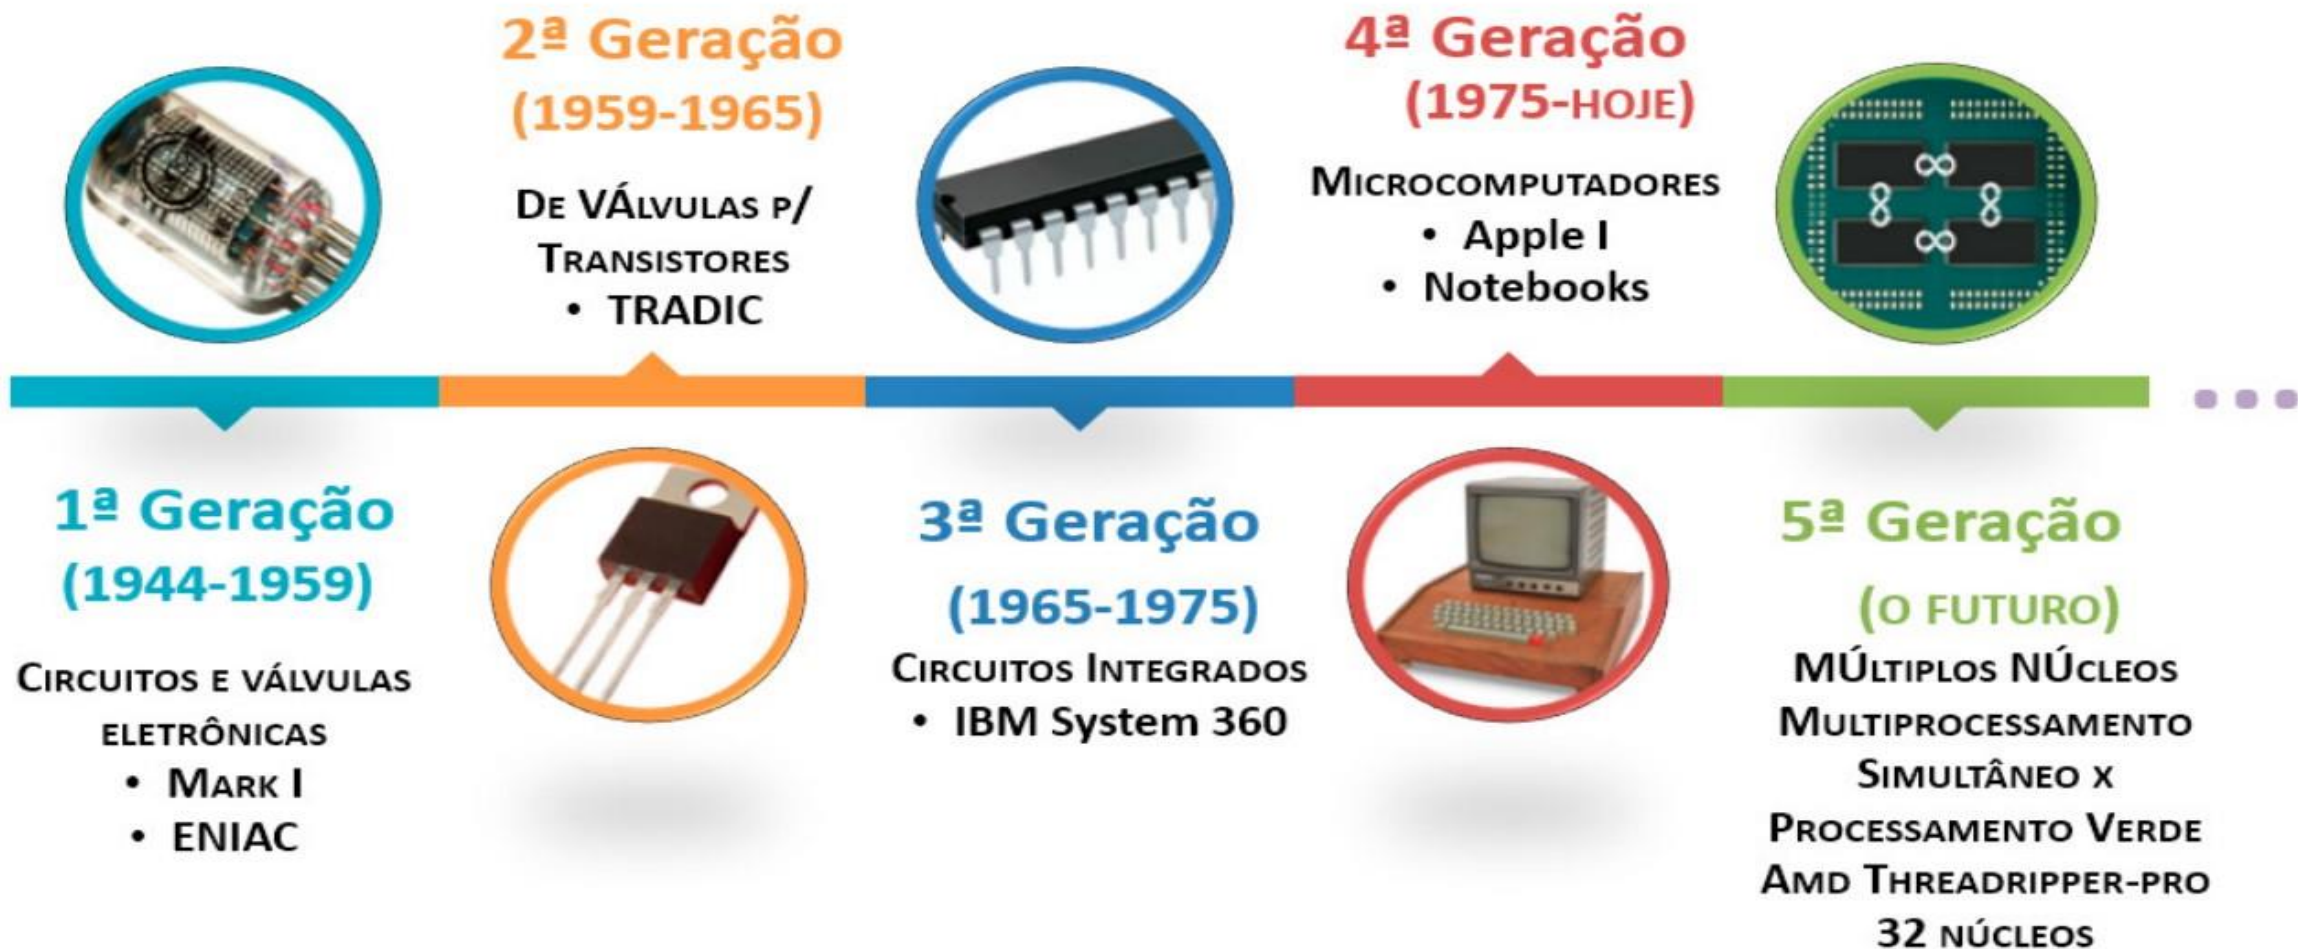 1ª Geração
(1944-1959)
CIRCUITOS E VÁLVULAS
ELETRÔNICAS
• MARK I
• ENIAC
2ª Geração
(1959-1965)
DE VÁLVULAS P/
TRANSISTORES
• TRADIC
3ª Geração
(1965-1975)
CIRCUITOS INTEGRADOS
• IBM System 360
4ª Geração
(1975-HOJE)
MICROCOMPUTADORES
• Apple I
• Notebooks
5ª Geração
(O FUTURO)
MÚLTIPLOS NÚCLEOS
MULTIPROCESSAMENTO
SIMULTÂNEO X
PROCESSAMENTO VERDE
AMD THREADRIPPER-PRO
32 NÚCLEOS